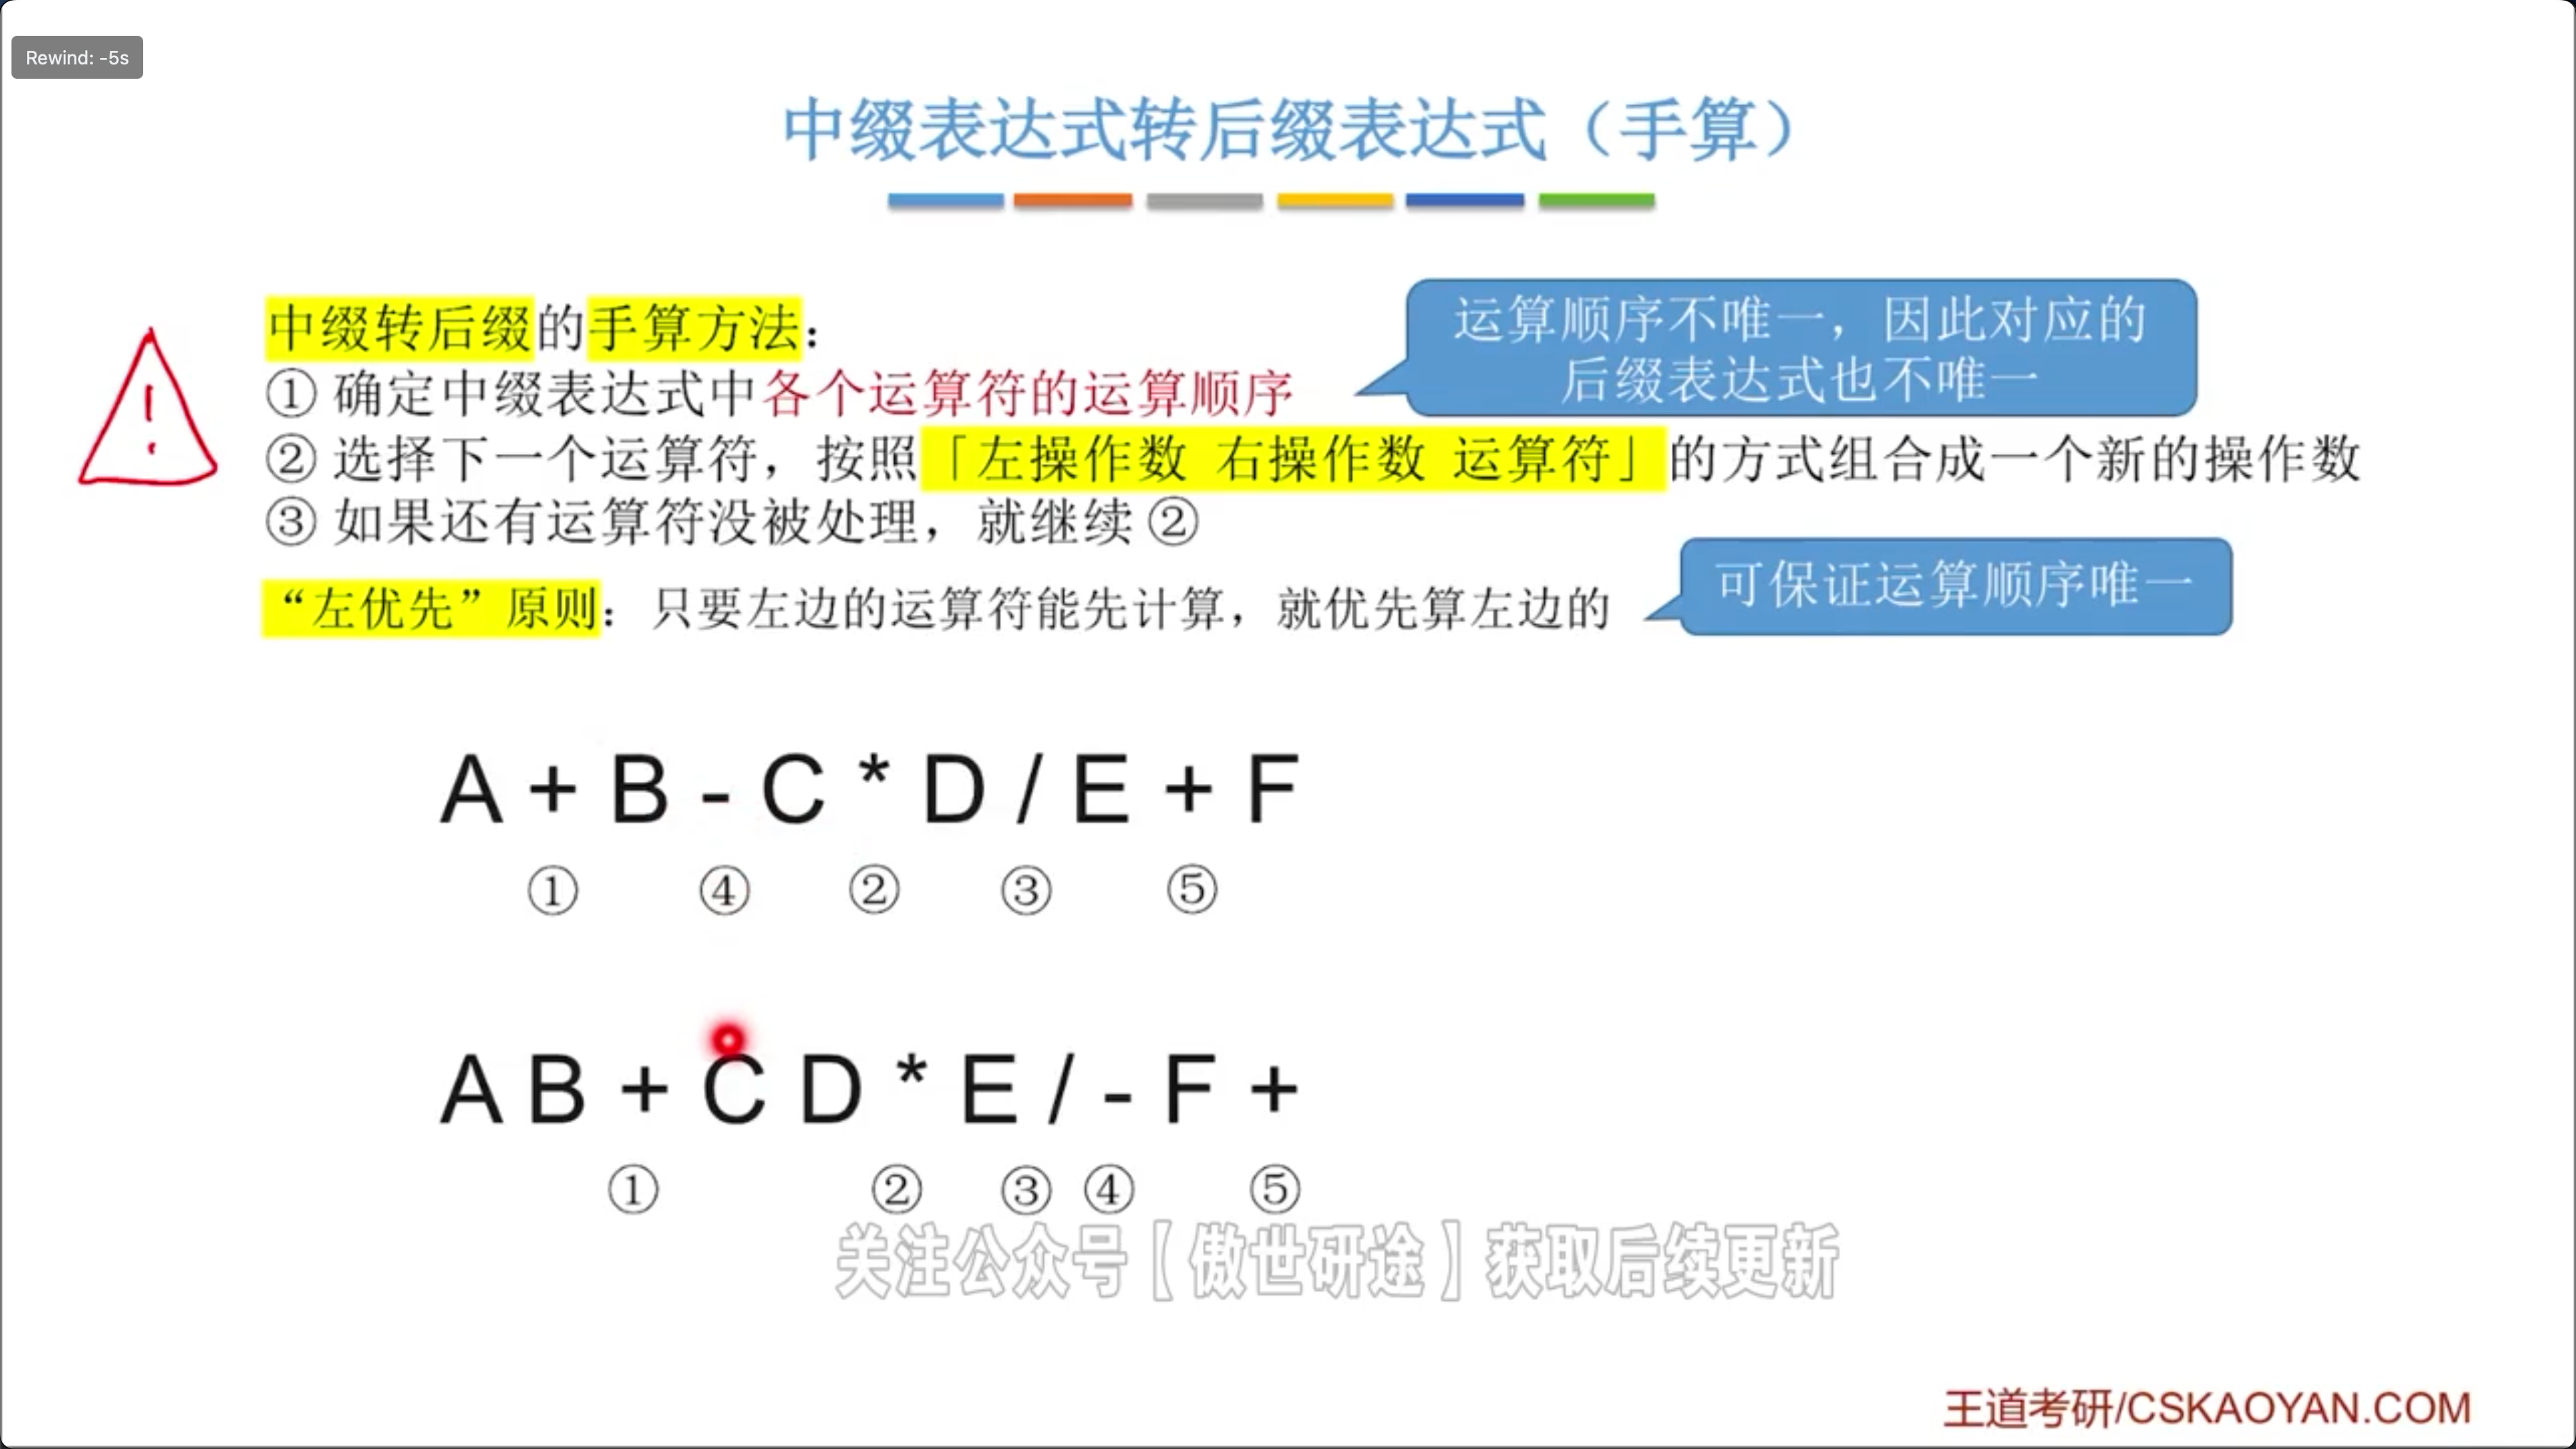 Rewind: -5s
中缀表达式转后缀表达式（手算）
中缀转后缀的手算方法：
① 确定中缀表达式中各个运算符的运算顺序
运算顺序不唯一，因此对应的
后缀表达式也不唯一
② 选择下一个运算符，按照「左操作数 右操作数 运算符」的方式组合成一个新的操作数
③ 如果还有运算符没被处理，就继续 ②
“左优先”原则：只要左边的运算符能先计算，就优先算左边的
可保证运算顺序唯一
A + B - C * D / E + F
① ④ ② ③ ⑤
A B + C D * E / - F +
① ② ③ ④ ⑤
关注公众号【傲世研途】获取后续更新
王道考研/CSKAOYAN.COM